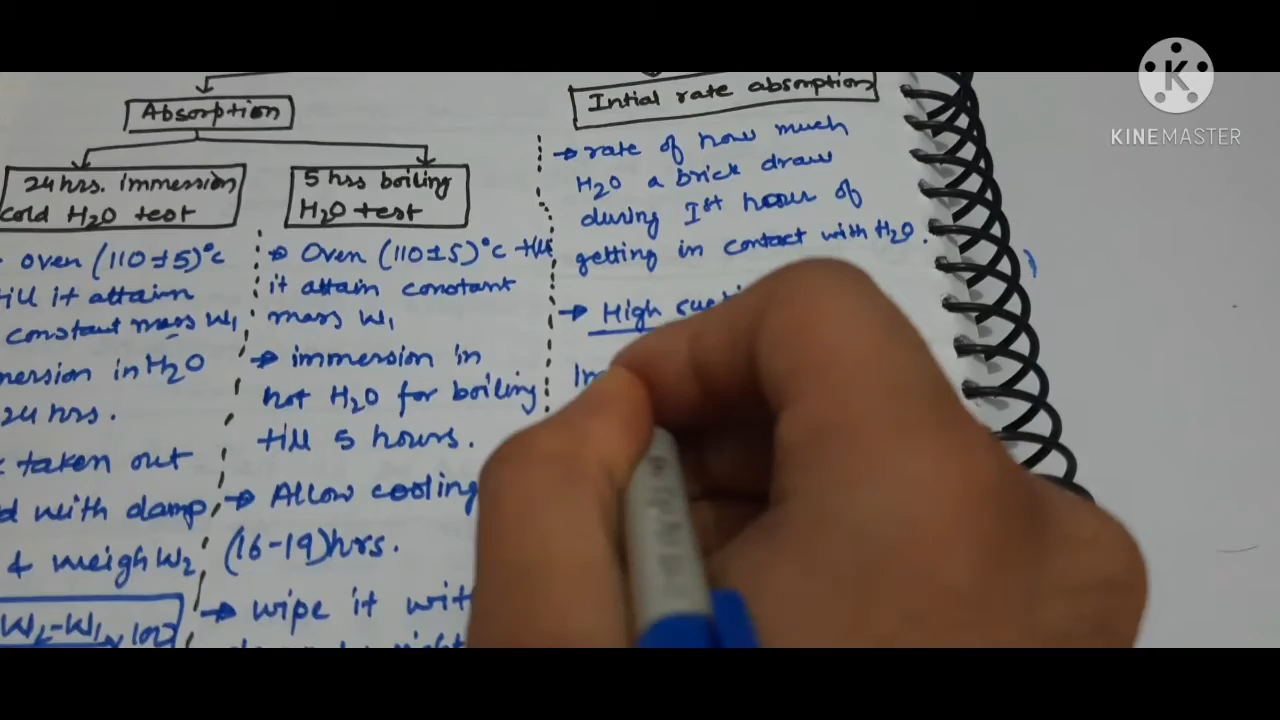 Absorption
24hrs. immersion
cold H2O test
oven (110±5)°c
till it attain
constant mass W1
mersion in H2O
24 hrs.
taken out
d with damp
& weigh W2
W2-W1
5 hrs boiling
H2O test
→ Oven (110±5)°c till
it attain constant
mass W1
→ immersion in
hot H2O for boiling
till 5 hours.
→ Allow cooling
(16-19)hrs.
→ wipe it wit
Intial rate absorption
→ rate of how much
H2O a brick draw
during Ist hour of
getting in contact with H2O.
→ High
KINEMASTER